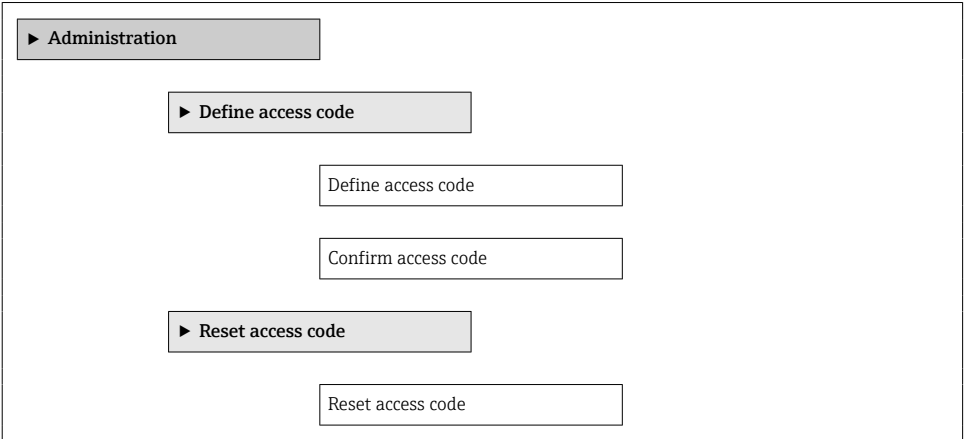 ► Administration
► Define access code
Define access code
Confirm access code
► Reset access code
Reset access code